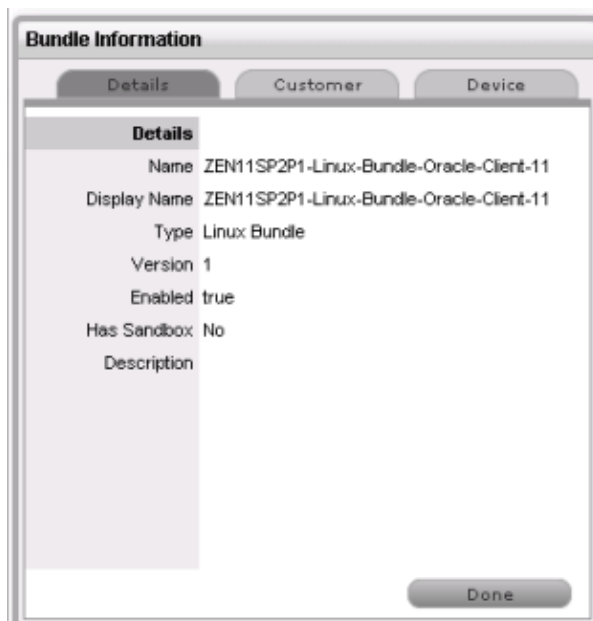 Bundle Information
Details Customer Device
Details
Name ZEN11SP2P1-Linux-Bundle-Oracle-Client-11
Display Name ZEN11SP2P1-Linux-Bundle-Oracle-Client-11
Type Linux Bundle
Version 1
Enabled true
Has Sandbox No
Description
Done